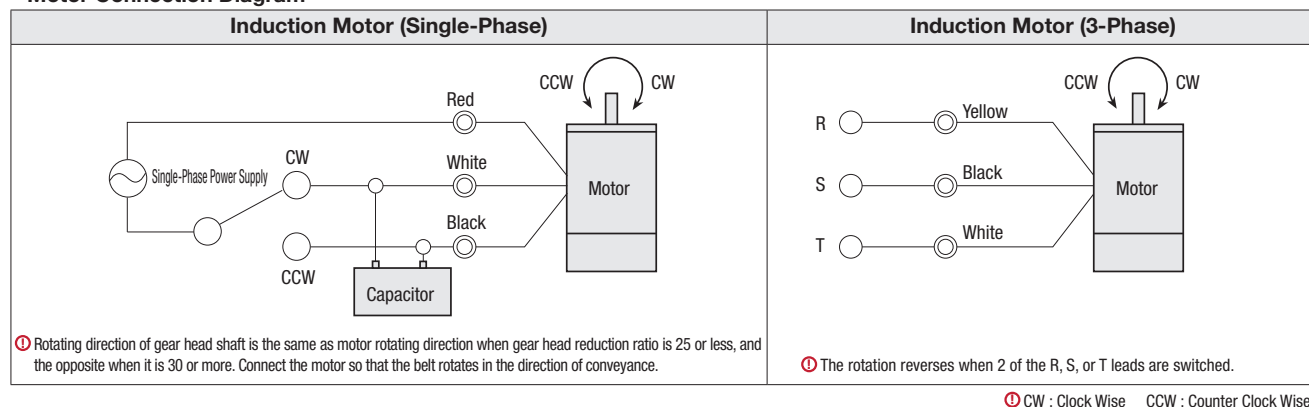 Motor Connection Diagram
Induction Motor (Single-Phase)
Induction Motor (3-Phase)
CCW
CW
Red
CW
White
Single-Phase Power Supply
Motor
Black
CCW
Capacitor
Rotating direction of gear head shaft is the same as motor rotating direction when gear head reduction ratio is 25 or less, and
the opposite when it is 30 or more. Connect the motor so that the belt rotates in the direction of conveyance.
CCW
CW
R
Yellow
S
Black
Motor
T
White
The rotation reverses when 2 of the R, S, or T leads are switched.
CW : Clock Wise CCW : Counter Clock Wise